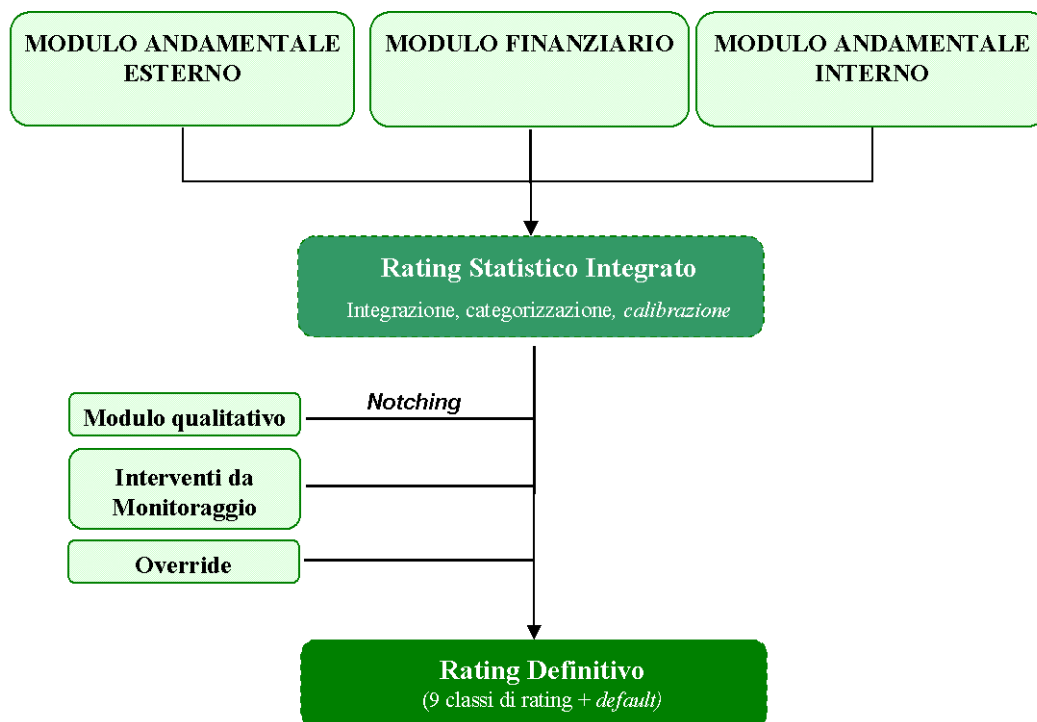 MODULO ANDAMENTALE
ESTERNO
MODULO FINANZIARIO
MODULO ANDAMENTALE
INTERNO
Rating Statistico Integrato
Integrazione, categorizzazione, calibrazione
Notching
Modulo qualitativo
Interventi da
Monitoraggio
Override
Rating Definitivo
(9 classi di rating + default)